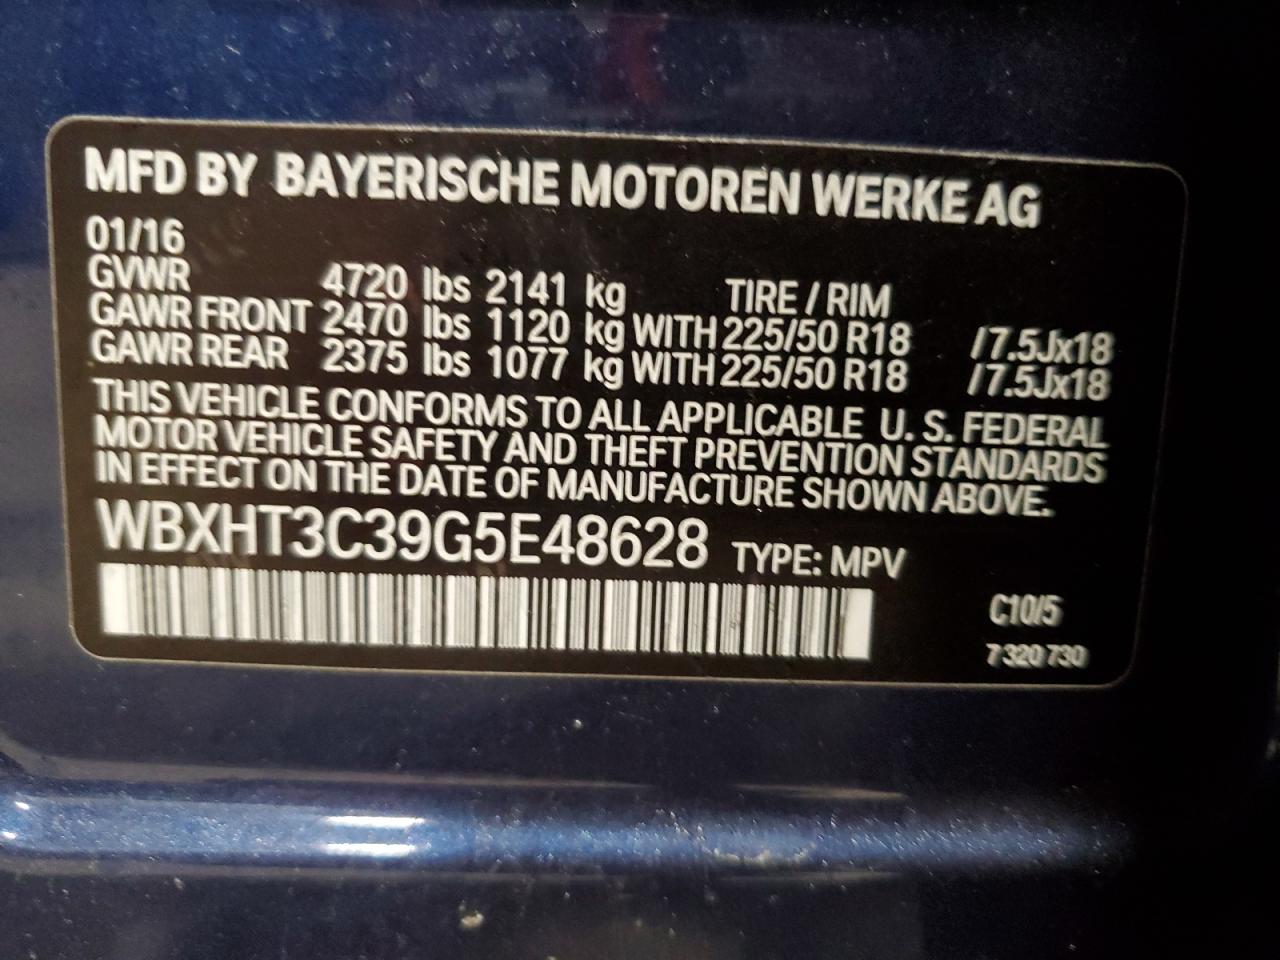 MFD BY BAYERISCHE MOTOREN WERKE AG
01/16
GVWR 4720 lbs 2141 kg TIRE / RIM
GAWR FRONT 2470 lbs 1120 kg WITH 225/50 R18 /7.5Jx18
GAWR REAR 2375 lbs 1077 kg WITH 225/50 R18 /7.5Jx18
THIS VEHICLE CONFORMS TO ALL APPLICABLE U. S. FEDERAL
MOTOR VEHICLE SAFETY AND THEFT PREVENTION STANDARDS
IN EFFECT ON THE DATE OF MANUFACTURE SHOWN ABOVE.
WBXHT3C39G5E48628 TYPE: MPV
C10/5
7 320 730